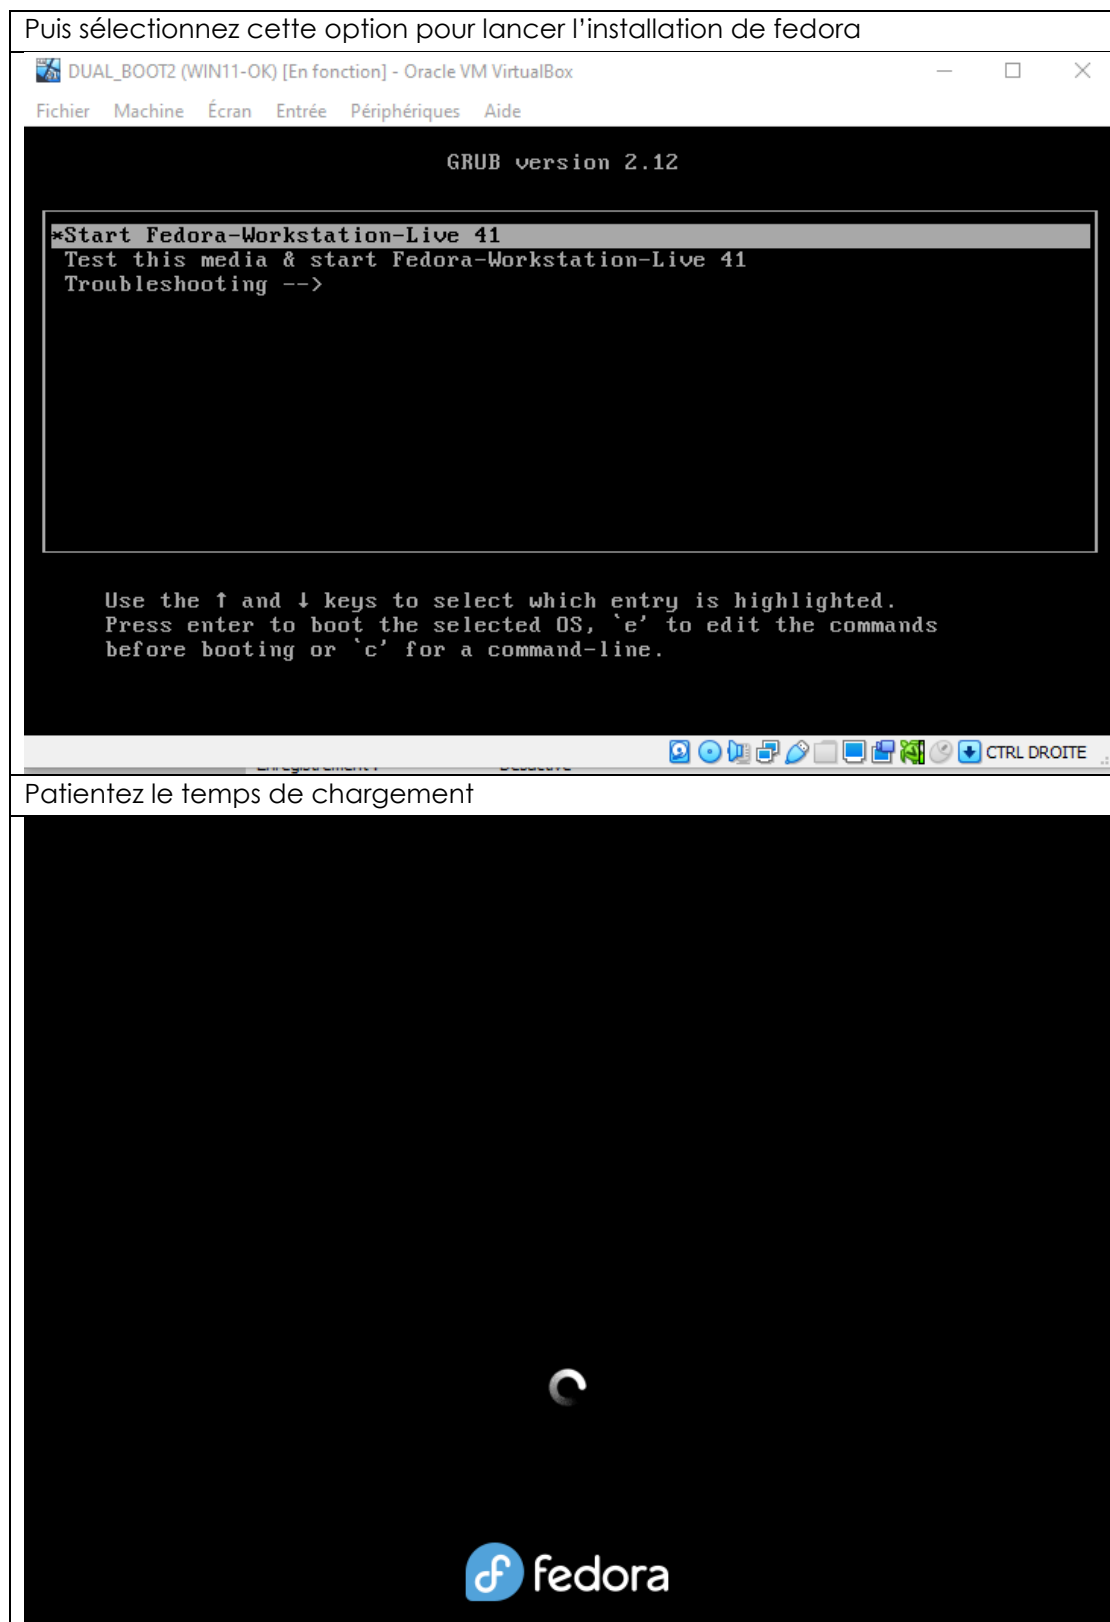 Puis sélectionnez cette option pour lancer l’installation de fedora
DUAL_BOOT2 (WIN11-OK) [En fonction] - Oracle VM VirtualBox
Fichier Machine Écran Entrée Périphériques Aide
GRUB version 2.12
*Start Fedora-Workstation-Live 41
Test this media & start Fedora-Workstation-Live 41
Troubleshooting -->
Use the ↑ and ↓ keys to select which entry is highlighted.
Press enter to boot the selected OS, `e' to edit the commands
before booting or `c' for a command-line.
CTRL DROITE
Patientez le temps de chargement
fedora